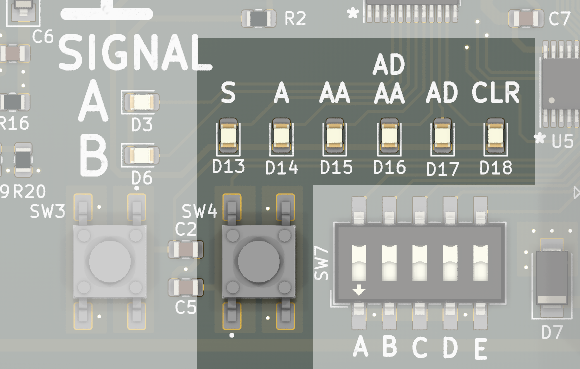 C6
R2
*
C7
SIGNAL
AD
S A AA AA AD CLR
A
D3
R16
* U5
B
D6
D13 D14 D15 D16 D17 D18
9 R20
SW3
SW4
C2
SW7
C5
D7
A B C D E